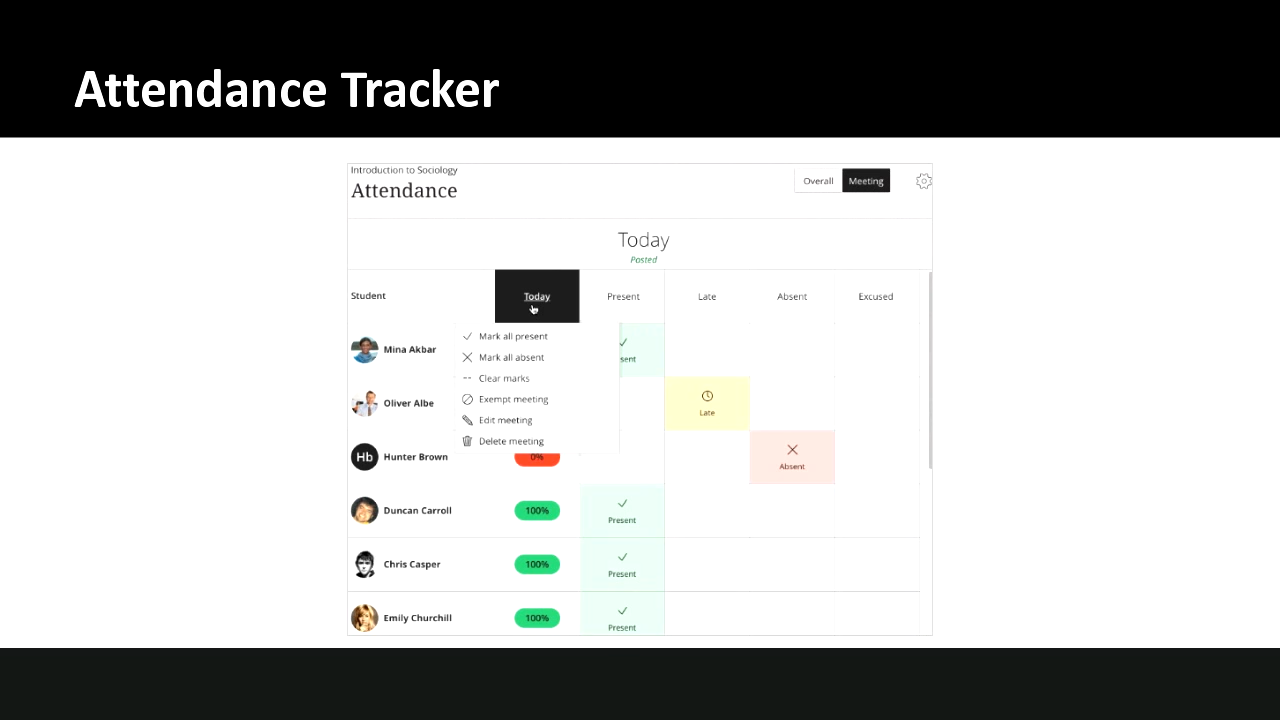 Attendance Tracker
Introduction to Sociology
Attendance
Overall Meeting
Today
Posted
Student Today Present Late Absent Excused
Mark all present
Mina Akbar sent
Mark all absent
Clear marks
Exempt meeting
Oliver Albe Late
Edit meeting
Delete meeting
Hb Hunter Brown 0% Absent
Duncan Carroll 100% Present
Chris Casper 100% Present
Emily Churchill 100% Present